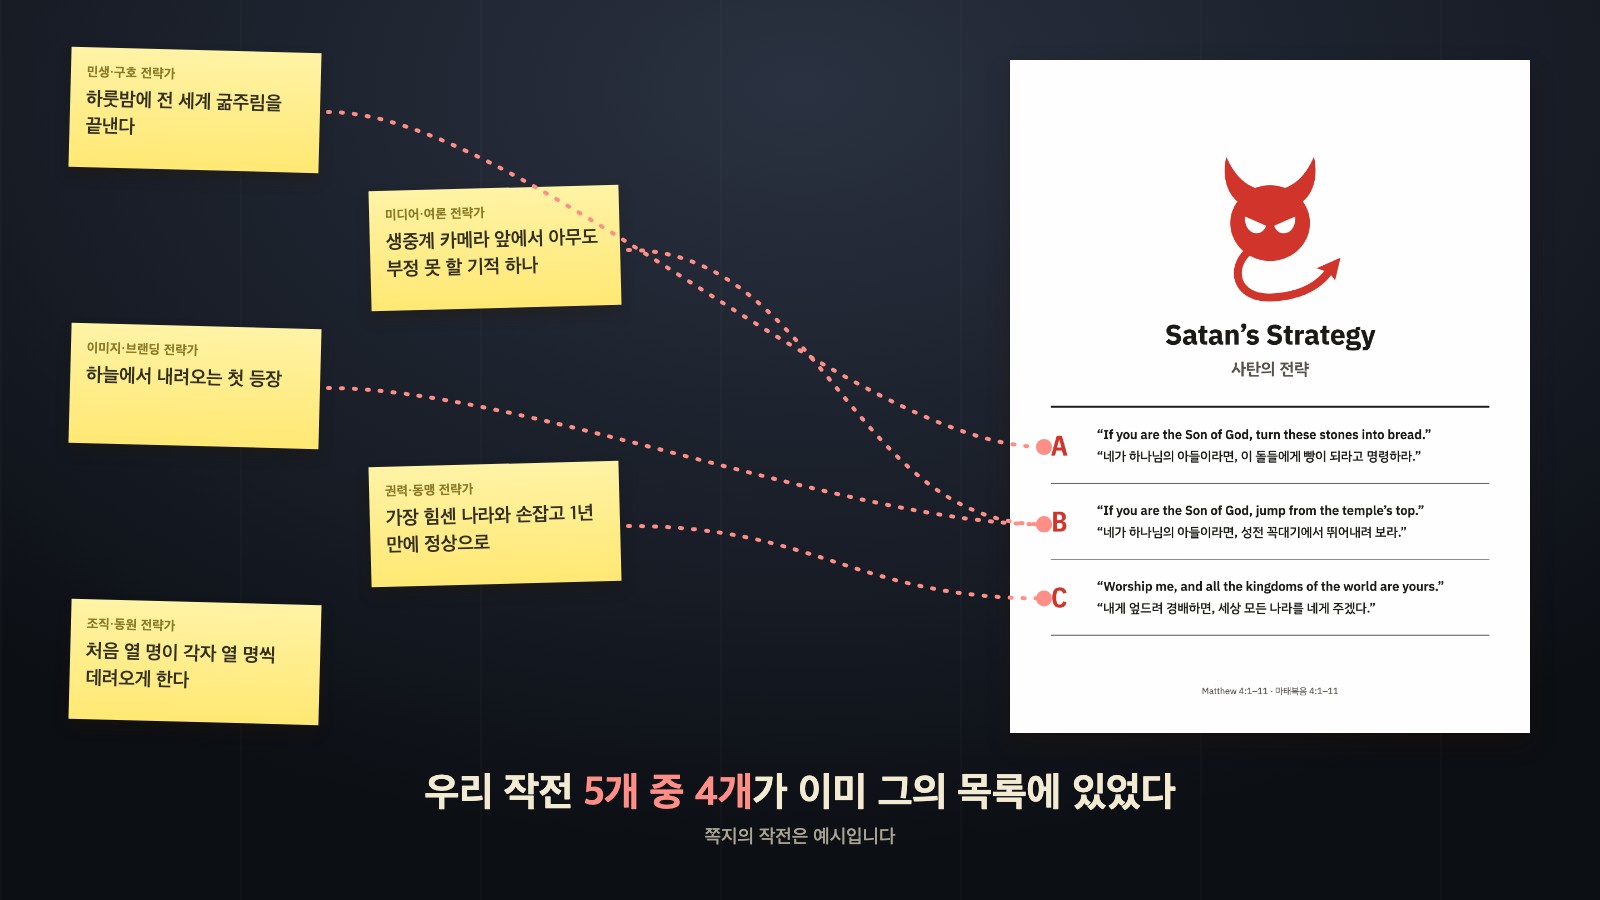 민생·구호 전략가
하룻밤에 전 세계 굶주림을
끝낸다
미디어·여론 전략가
생중계 카메라 앞에서 아무도
부정 못 할 기적 하나
이미지·브랜딩 전략가
하늘에서 내려오는 첫 등장
권력·동맹 전략가
가장 힘센 나라와 손잡고 1년
만에 정상으로
조직·동원 전략가
처음 열 명이 각자 열 명씩
데려오게 한다
Satan’s Strategy
사탄의 전략
A
“If you are the Son of God, turn these stones into bread.”
“네가 하나님의 아들이라면, 이 돌들에게 빵이 되라고 명령하라.”
B
“If you are the Son of God, jump from the temple’s top.”
“네가 하나님의 아들이라면, 성전 꼭대기에서 뛰어내려 보라.”
C
“Worship me, and all the kingdoms of the world are yours.”
“내게 엎드려 경배하면, 세상 모든 나라를 네게 주겠다.”
Matthew 4:1–11 · 마태복음 4:1–11
우리 작전 5개 중 4개가 이미 그의 목록에 있었다
쪽지의 작전은 예시입니다